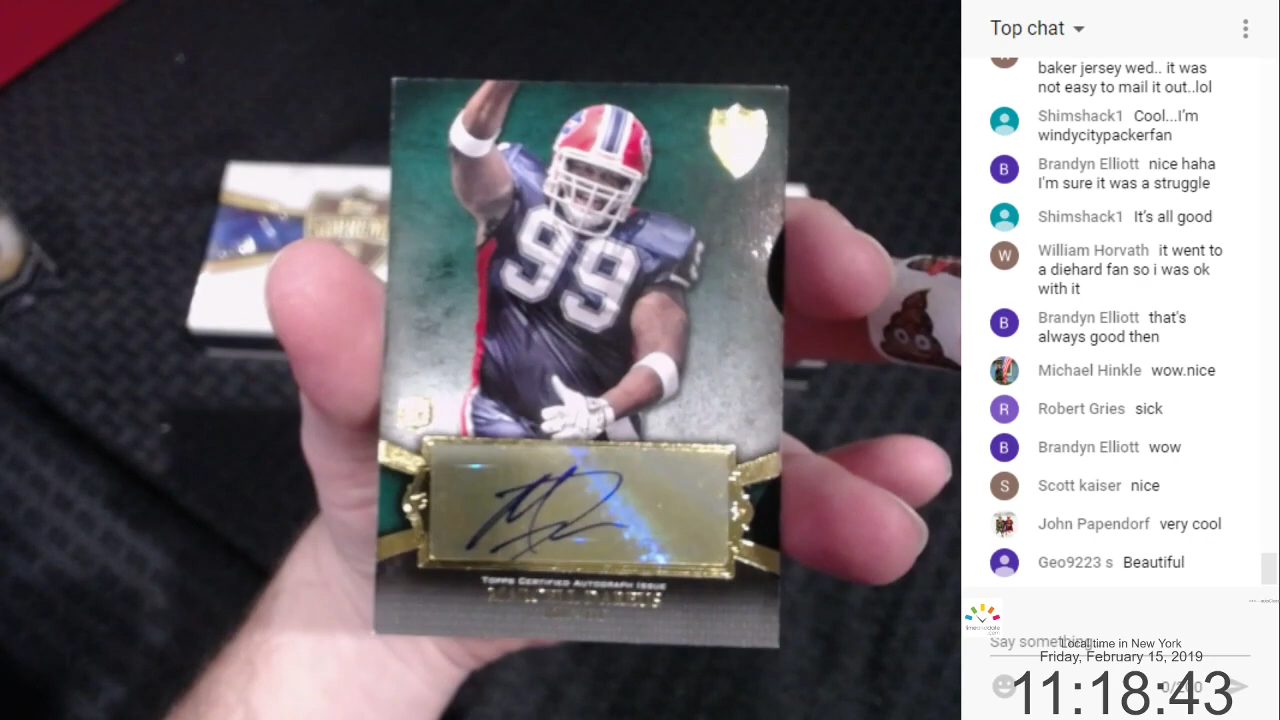 99
TOPPS CERTIFIED AUTOGRAPH ISSUE
Top chat
baker jersey wed.. it was
not easy to mail it out..lol
Shimshack1 Cool...I'm
windycitypackerfan
B
Brandyn Elliott nice haha
I'm sure it was a struggle
Shimshack1 It's all good
W
William Horvath it went to
a diehard fan so i was ok
with it
B
Brandyn Elliott that's
always good then
Michael Hinkle wow.nice
R
Robert Gries sick
B
Brandyn Elliott wow
S
Scott kaiser nice
John Papendorf very cool
Geo9223 s Beautiful
Say something...
Local time in New York
Friday, February 15, 2019
11:18:43